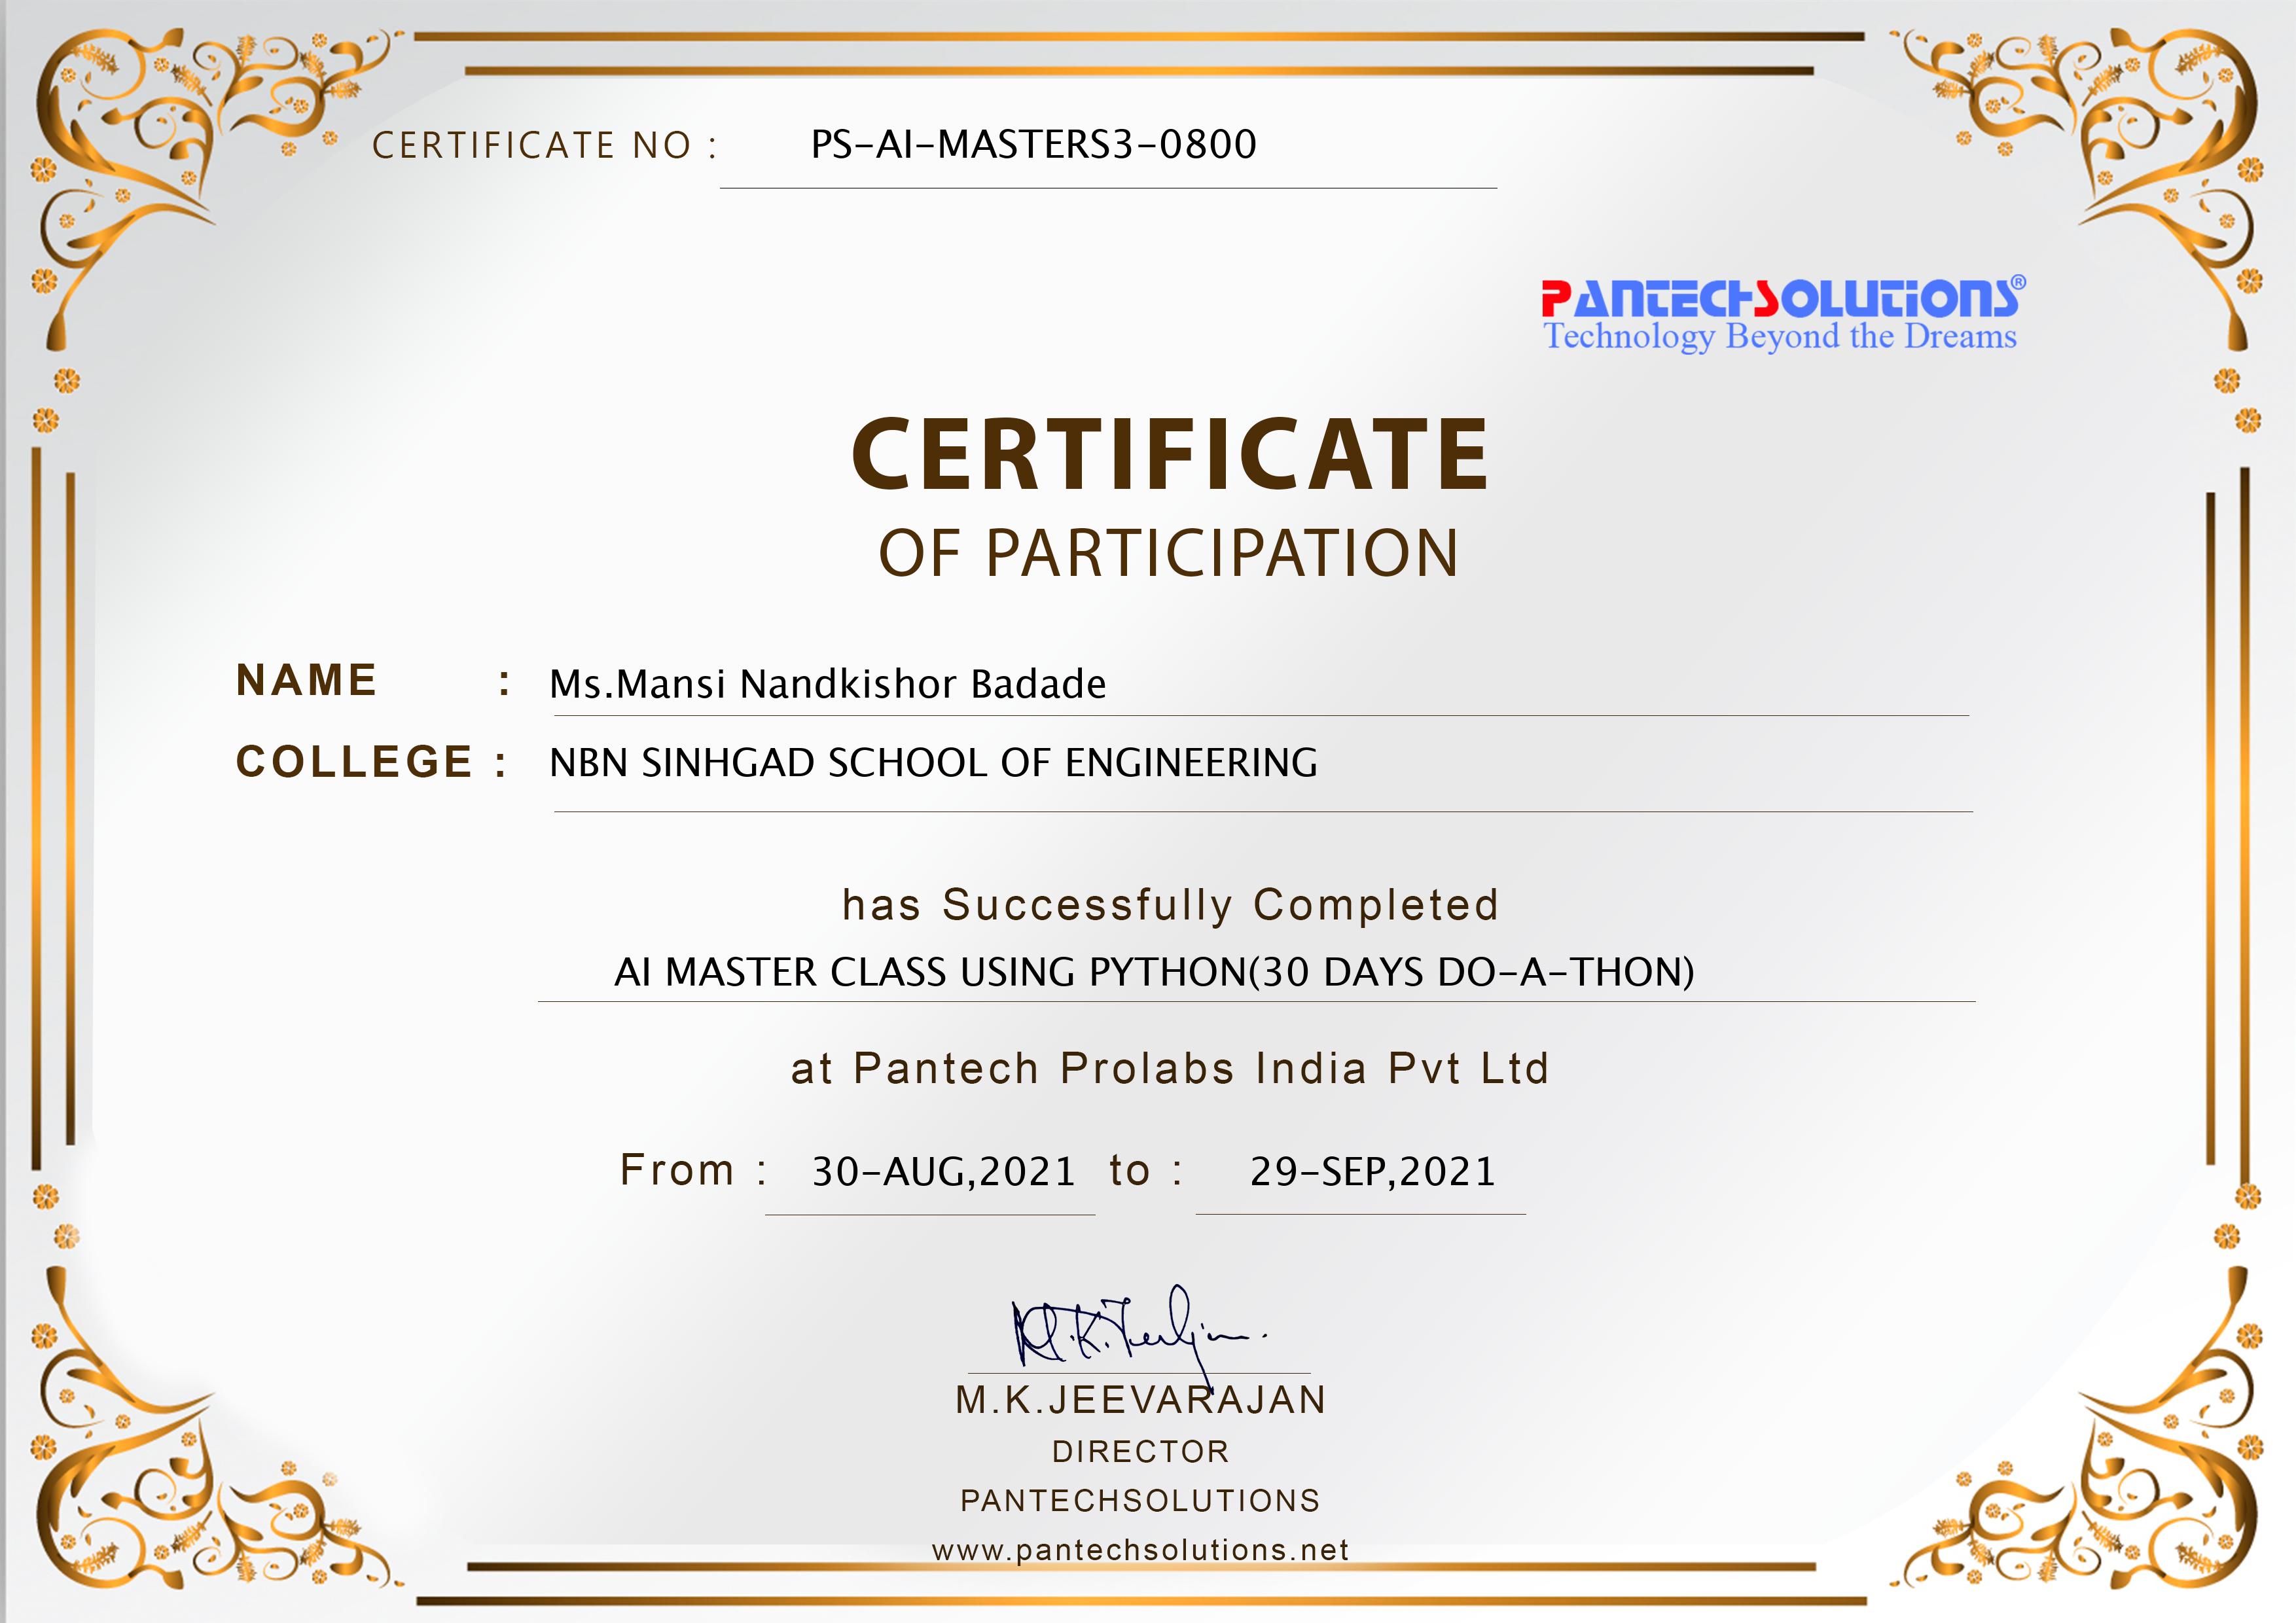 CERTIFICATE NO : PS-AI-MASTERS3-0800
PANTECHSOLUTIONS®
Technology Beyond the Dreams
CERTIFICATE
OF PARTICIPATION
NAME : Ms.Mansi Nandkishor Badade
COLLEGE : NBN SINHGAD SCHOOL OF ENGINEERING
has Successfully Completed
AI MASTER CLASS USING PYTHON(30 DAYS DO-A-THON)
at Pantech Prolabs India Pvt Ltd
From : 30-AUG,2021 to : 29-SEP,2021
M.K.JEEVARAJAN
DIRECTOR
PANTECHSOLUTIONS
www.pantechsolutions.net